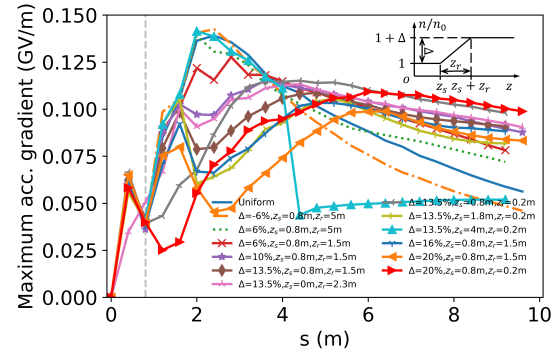 0.150
0.125
0.100
0.075
0.050
0.025
0.000
Maximum acc. gradient (GV/m)
0 2 4 6 8 10
s (m)
n/n₀
1 + Δ
1
Δ
zᵣ
o zₛ zₛ + zᵣ z
Uniform
Δ=-6%,zₛ=0.8m,zᵣ=5m
Δ=6%,zₛ=0.8m,zᵣ=5m
Δ=6%,zₛ=0.8m,zᵣ=1.5m
Δ=10%,zₛ=0.8m,zᵣ=1.5m
Δ=13.5%,zₛ=0.8m,zᵣ=1.5m
Δ=13.5%,zₛ=0m,zᵣ=2.3m
Δ=13.5%,zₛ=0.8m,zᵣ=0.2m
Δ=13.5%,zₛ=1.8m,zᵣ=0.2m
Δ=13.5%,zₛ=4m,zᵣ=0.2m
Δ=16%,zₛ=0.8m,zᵣ=1.5m
Δ=20%,zₛ=0.8m,zᵣ=1.5m
Δ=20%,zₛ=0.8m,zᵣ=0.2m